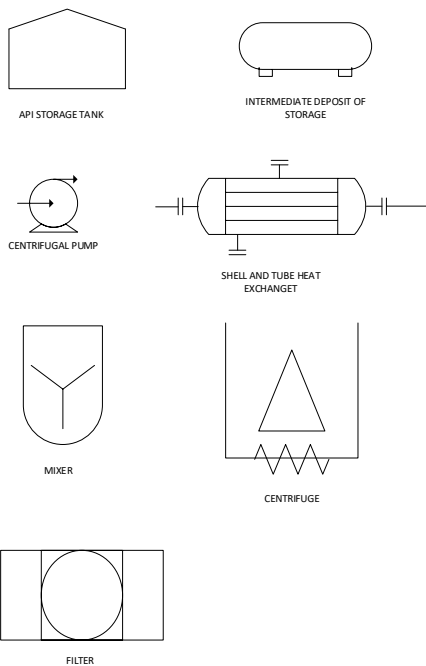 API STORAGE TANK
INTERMEDIATE DEPOSIT OF
STORAGE
CENTRIFUGAL PUMP
SHELL AND TUBE HEAT
EXCHANGET
MIXER
CENTRIFUGE
FILTER